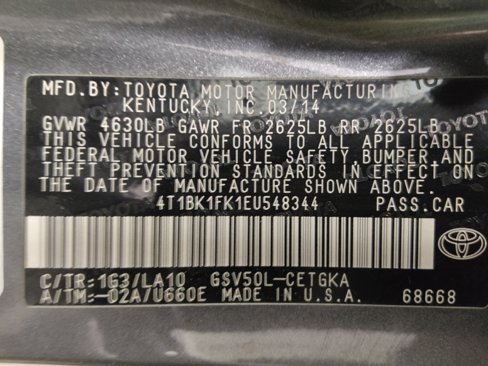 MFD.BY:TOYOTA MOTOR MANUFACTURING
KENTUCKY,INC.03/14
GVWR 4630LB GAWR FR 2625LB RR 2625LB
THIS VEHICLE CONFORMS TO ALL APPLICABLE
FEDERAL MOTOR VEHICLE SAFETY,BUMPER,AND
THEFT PREVENTION STANDARDS IN EFFECT ON
THE DATE OF MANUFACTURE SHOWN ABOVE.
4T1BK1FK1EU548344 PASS.CAR
C/TR:1G3/LA10 GSV50L-CETGKA
A/TM:-02A/U660E MADE IN U.S.A.
68668
TOYOTA